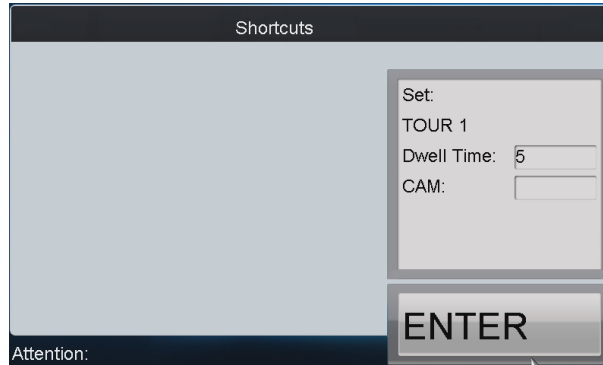 Shortcuts
Set:
TOUR 1
Dwell Time: 5
CAM:
ENTER
Attention: